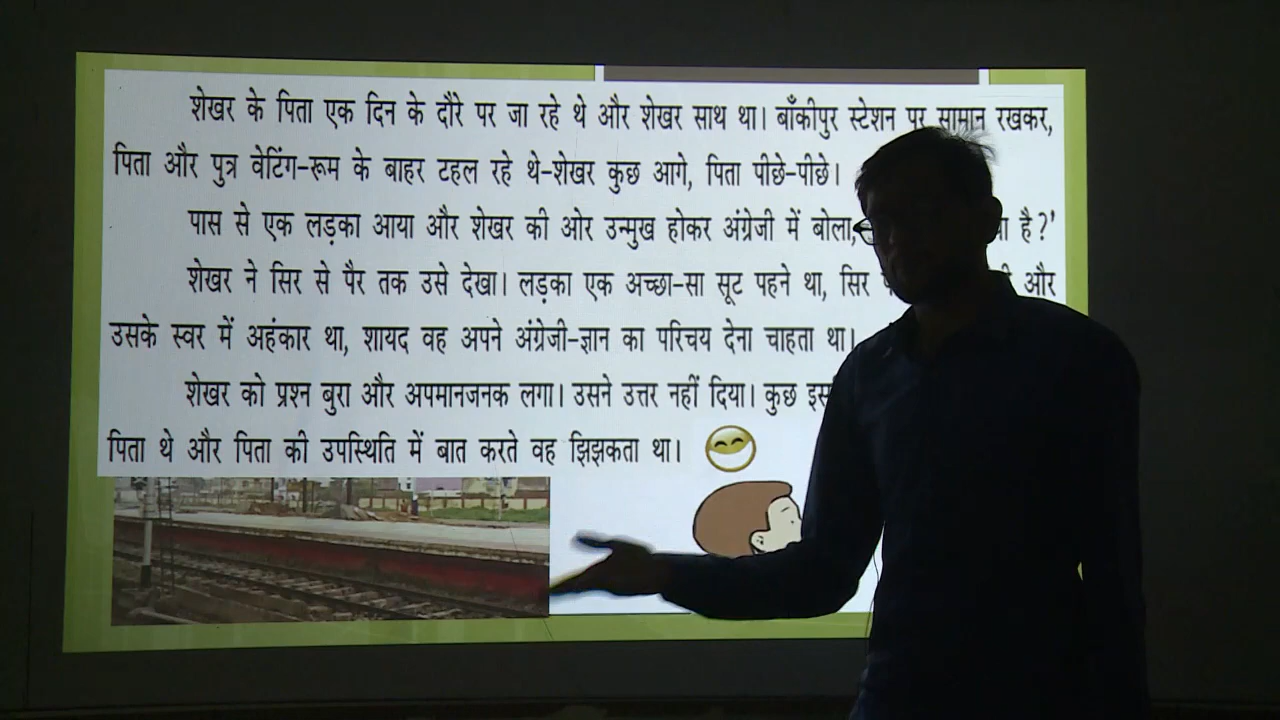 शेखर के पिता एक दिन के दौरे पर जा रहे थे और शेखर साथ था। बाँकीपुर स्टेशन पर सामान रखकर,
पिता और पुत्र वेटिंग-रूम के बाहर टहल रहे थे-शेखर कुछ आगे, पिता पीछे-पीछे।
पास से एक लड़का आया और शेखर की ओर उन्मुख होकर अंग्रेजी में बोला, है?'
शेखर ने सिर से पैर तक उसे देखा। लड़का एक अच्छा-सा सूट पहने था, सिर और
उसके स्वर में अहंकार था, शायद वह अपने अंग्रेजी-ज्ञान का परिचय देना चाहता था।
शेखर को प्रश्न बुरा और अपमानजनक लगा। उसने उत्तर नहीं दिया। कुछ
पिता थे और पिता की उपस्थिति में बात करते वह झिझकता था।